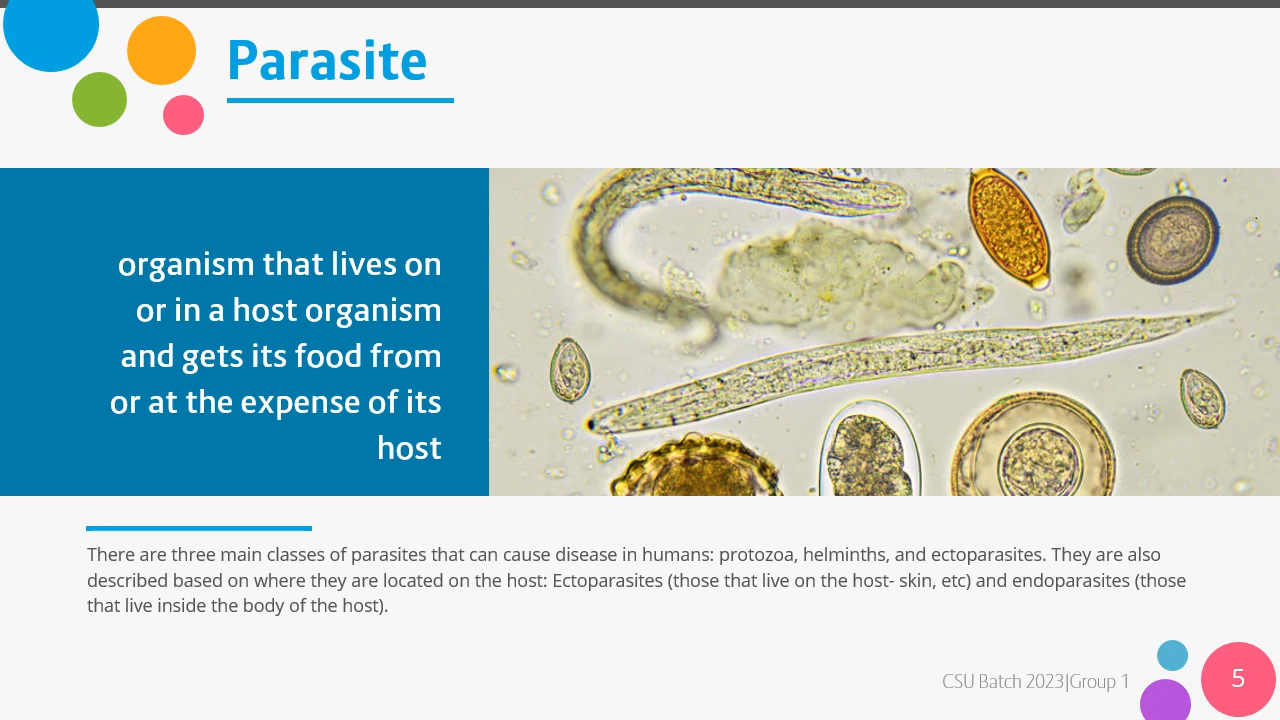 Parasite
organism that lives on
or in a host organism
and gets its food from
or at the expense of its
host
There are three main classes of parasites that can cause disease in humans: protozoa, helminths, and ectoparasites. They are also
described based on where they are located on the host: Ectoparasites (those that live on the host- skin, etc) and endoparasites (those
that live inside the body of the host).
CSU Batch 2023|Group 1
5